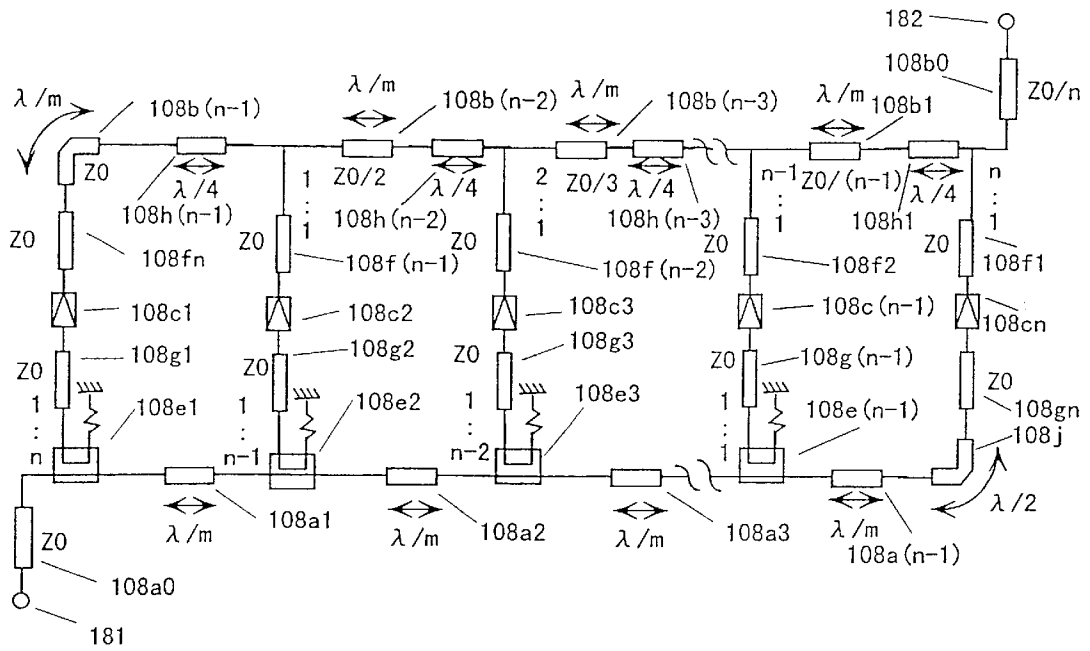 182
108b0
Z0/n
λ/m
108b(n-1)
λ/m
108b(n-2)
λ/m
108b(n-3)
λ/m
108b1
Z0
λ/4
108h(n-1)
1
:
1
Z0/2
λ/4
108h(n-2)
2
:
1
Z0/3
λ/4
108h(n-3)
n-1
:
1
Z0/(n-1)
λ/4
108h1
n
:
1
Z0
108fn
Z0
108f(n-1)
Z0
108f(n-2)
Z0
108f2
Z0
108f1
108c1
108c2
108c3
108c(n-1)
108cn
Z0
108g1
Z0
108g2
108g3
Z0
108g(n-1)
Z0
108gn
1
:
n
108e1
1
:
n-1
108e2
1
:
n-2
108e3
1
:
1
108e(n-1)
108j
λ/m
108a1
λ/m
108a2
λ/m
108a3
λ/m
108a(n-1)
λ/2
Z0
108a0
181